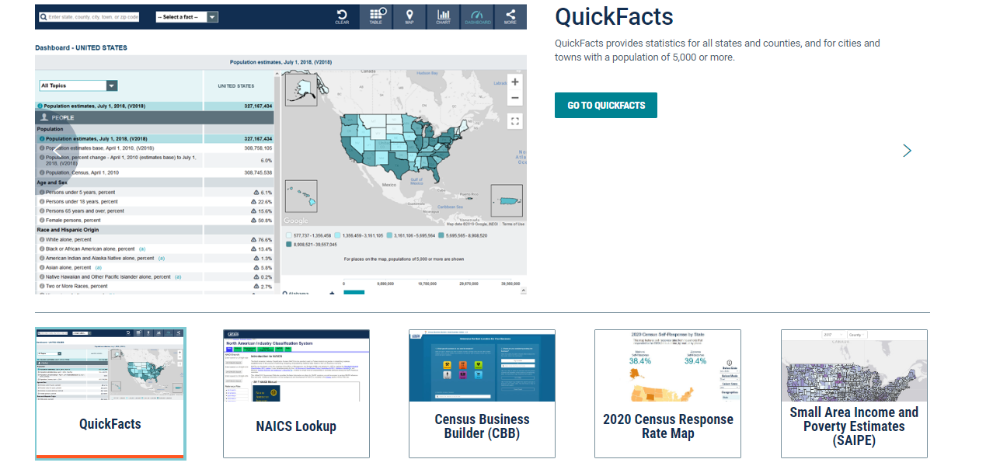 Enter state, county, city, town, or zip code
-- Select a fact --
CLEAR
TABLE
MAP
CHART
DASHBOARD
MORE
QuickFacts
QuickFacts provides statistics for all states and counties, and for cities and
towns with a population of 5,000 or more.
GO TO QUICKFACTS
Dashboard - UNITED STATES
Population estimates, July 1, 2018, (V2018)
All Topics
UNITED STATES
Population estimates, July 1, 2018, (V2018) 327,167,434
PEOPLE
Population
Population estimates, July 1, 2018, (V2018) 327,167,434
Population estimates base, April 1, 2010, (V2018) 308,758,105
Population, percent change - April 1, 2010 (estimates base) to July 1,
2018, (V2018) 6.0%
Population, Census, April 1, 2010 308,745,538
Age and Sex
Persons under 5 years, percent 6.1%
Persons under 18 years, percent 22.6%
Persons 65 years and over, percent 15.6%
Female persons, percent 50.8%
Race and Hispanic Origin
White alone, percent 76.6%
Black or African American alone, percent (a) 13.4%
American Indian and Alaska Native alone, percent (a) 1.3%
Asian alone, percent (a) 5.8%
Native Hawaiian and Other Pacific Islander alone, percent (a) 0.2%
Two or More Races, percent 2.7%
Canada
Hudson Bay
Mexico
Gulf of
Mexico
Cuba
Puerto Rico
Guatemala
Caribbean Sea
Nicaragua
Venezuela
Google
Map data ©2019 Google, INEGI Terms of Use
577,737 - 1,356,458 1,356,459 - 3,161,105 3,161,106 - 5,695,564 5,695,565 - 8,908,520
8,908,521 - 39,557,045
For places on the map, populations of 5,000 or more are shown
0 9,890,000 19,780,000 29,670,000 39,560,000
Alabama
QuickFacts
North American Industry Classification System
Introduction to NAICS
NAICS Lookup
Census Business
Builder (CBB)
2020 Census Self-Response by State
38.4%
39.4%
2020 Census Response
Rate Map
2017
County
CANADA
Small Area Income and
Poverty Estimates
(SAIPE)